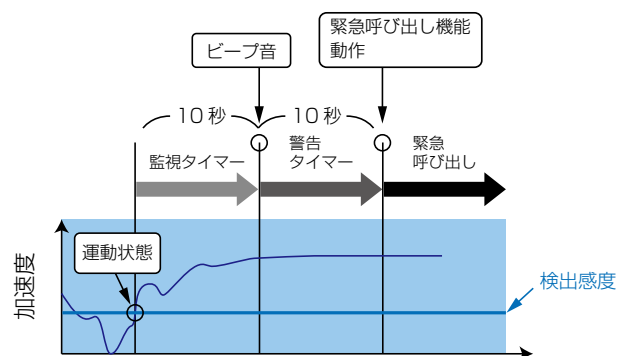 緊急呼び出し機能
動作
ビープ音
10秒
10秒
監視タイマー
警告
タイマー
緊急
呼び出し
運動状態
加速度
検出感度